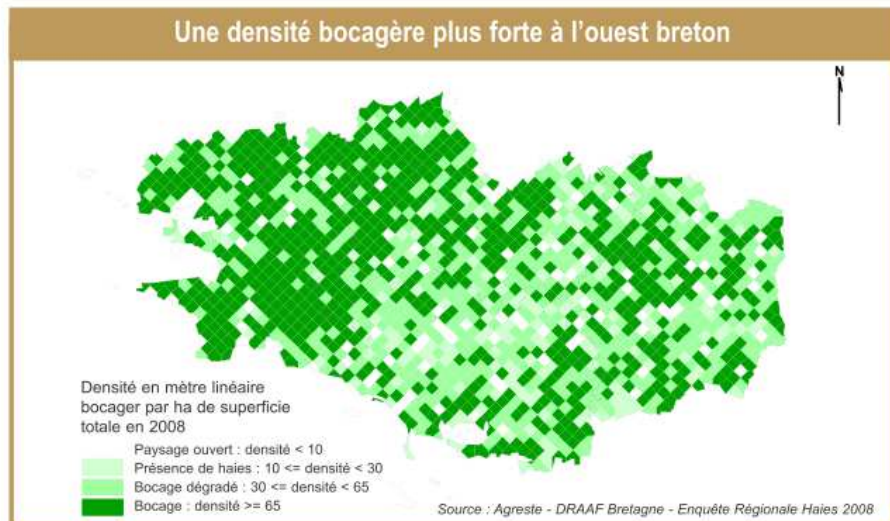 Une densité bocagère plus forte à l'ouest breton
N
Densité en mètre linéaire
bocager par ha de superficie
totale en 2008
Paysage ouvert : densité < 10
Présence de haies : 10 <= densité < 30
Bocage dégradé : 30 <= densité < 65
Bocage : densité >= 65
Source : Agreste - DRAAF Bretagne - Enquête Régionale Haies 2008